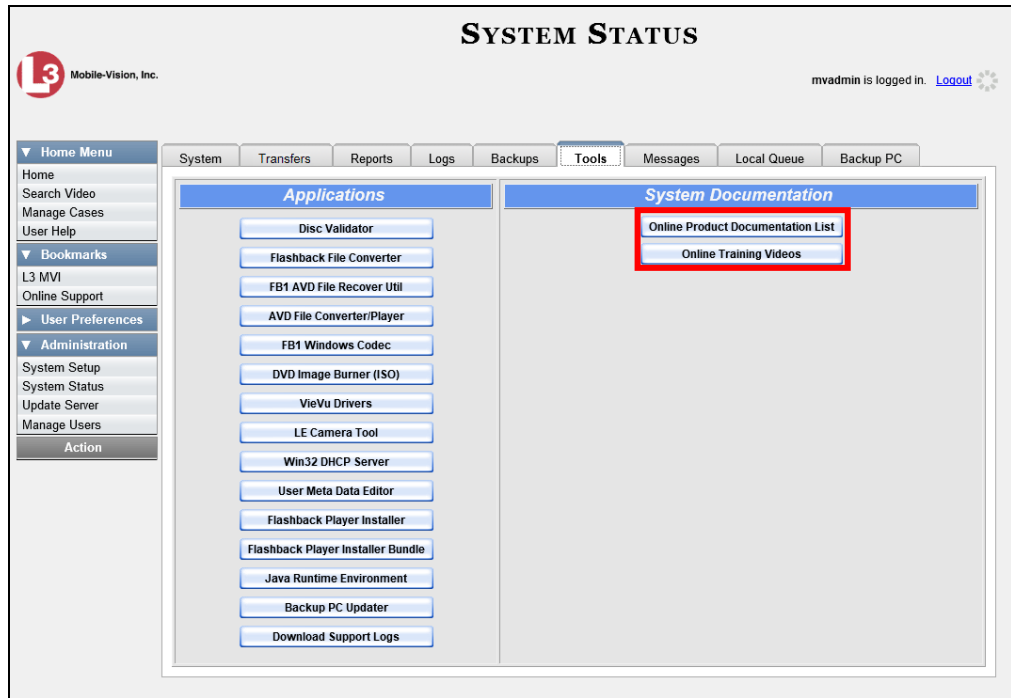 SYSTEM STATUS
L3 Mobile-Vision, Inc.
mvadmin is logged in. Logout
Home Menu
Home
Search Video
Manage Cases
User Help
Bookmarks
L3 MVI
Online Support
User Preferences
Administration
System Setup
System Status
Update Server
Manage Users
Action
System Transfers Reports Logs Backups Tools Messages Local Queue Backup PC
Applications
Disc Validator
Flashback File Converter
FB1 AVD File Recover Util
AVD File Converter/Player
FB1 Windows Codec
DVD Image Burner (ISO)
VieVu Drivers
LE Camera Tool
Win32 DHCP Server
User Meta Data Editor
Flashback Player Installer
Flashback Player Installer Bundle
Java Runtime Environment
Backup PC Updater
Download Support Logs
System Documentation
Online Product Documentation List
Online Training Videos